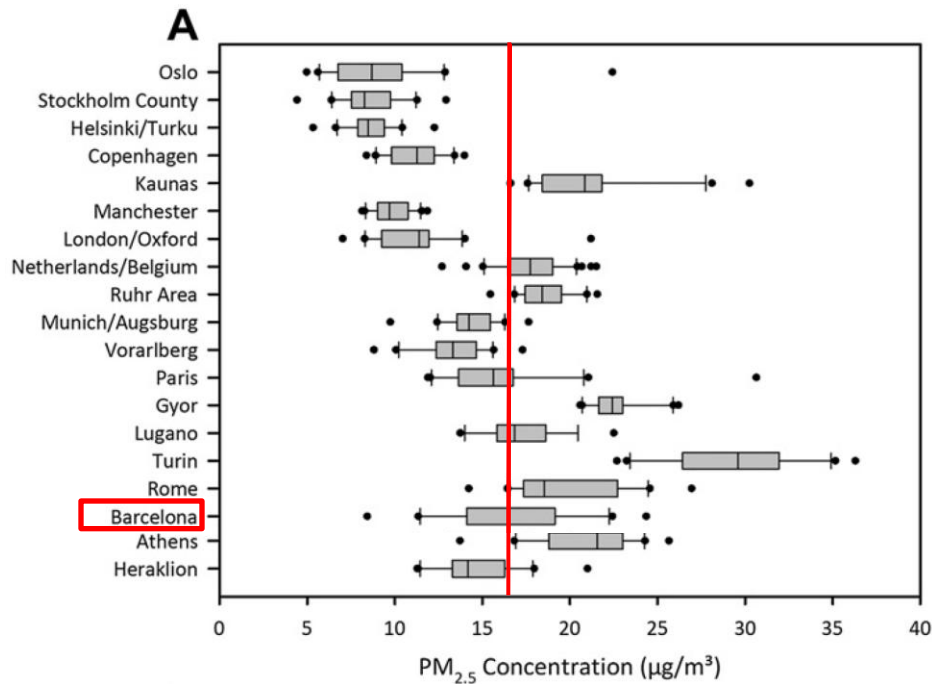 A
Oslo
Stockholm County
Helsinki/Turku
Copenhagen
Kaunas
Manchester
London/Oxford
Netherlands/Belgium
Ruhr Area
Munich/Augsburg
Vorarlberg
Paris
Gyor
Lugano
Turin
Rome
Barcelona
Athens
Heraklion
0 5 10 15 20 25 30 35 40
PM2.5 Concentration (µg/m³)